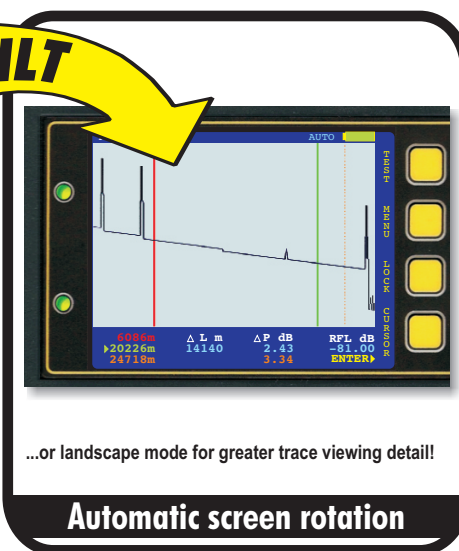 AUTO
TEST
MENU
LOCK
CURSOR
6086m Δ L m Δ P dB RFL dB
▶20226m 14140 2.43 -81.00
24718m 3.34 ENTER▶
...or landscape mode for greater trace viewing detail!
Automatic screen rotation